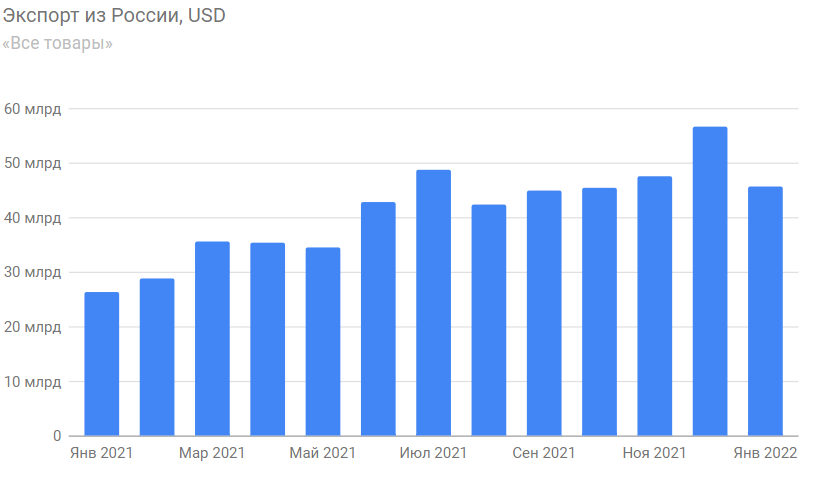 Экспорт из России, USD
«Все товары»
60 млрд
50 млрд
40 млрд
30 млрд
20 млрд
10 млрд
0
Янв 2021 Мар 2021 Май 2021 Июл 2021 Сен 2021 Ноя 2021 Янв 2022